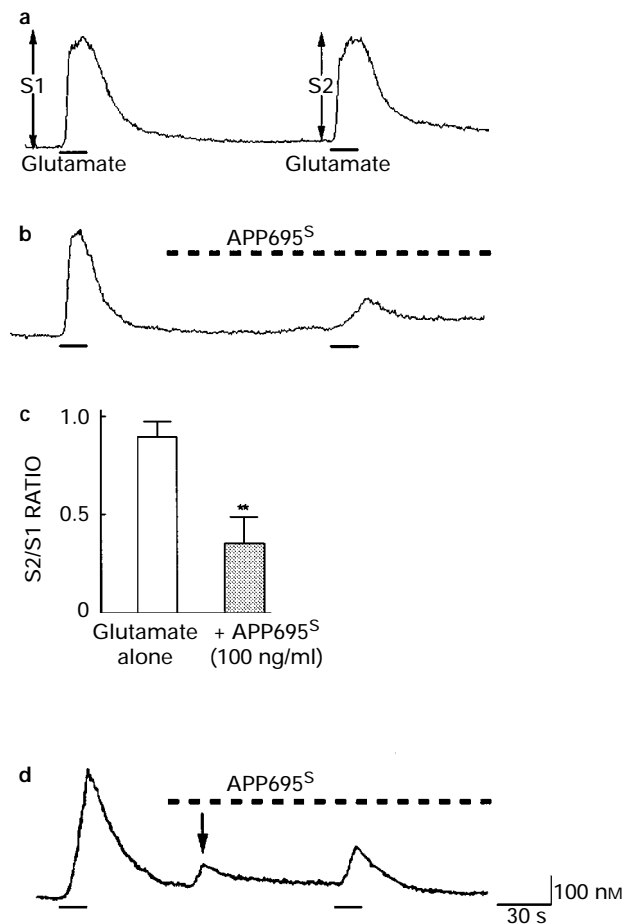 a
S1
S2
Glutamate
Glutamate
b
APP695S
c
1.0
0.5
0
S2/S1 RATIO
**
Glutamate alone
+ APP695S
(100 ng/ml)
d
APP695S
100 nM
30 s